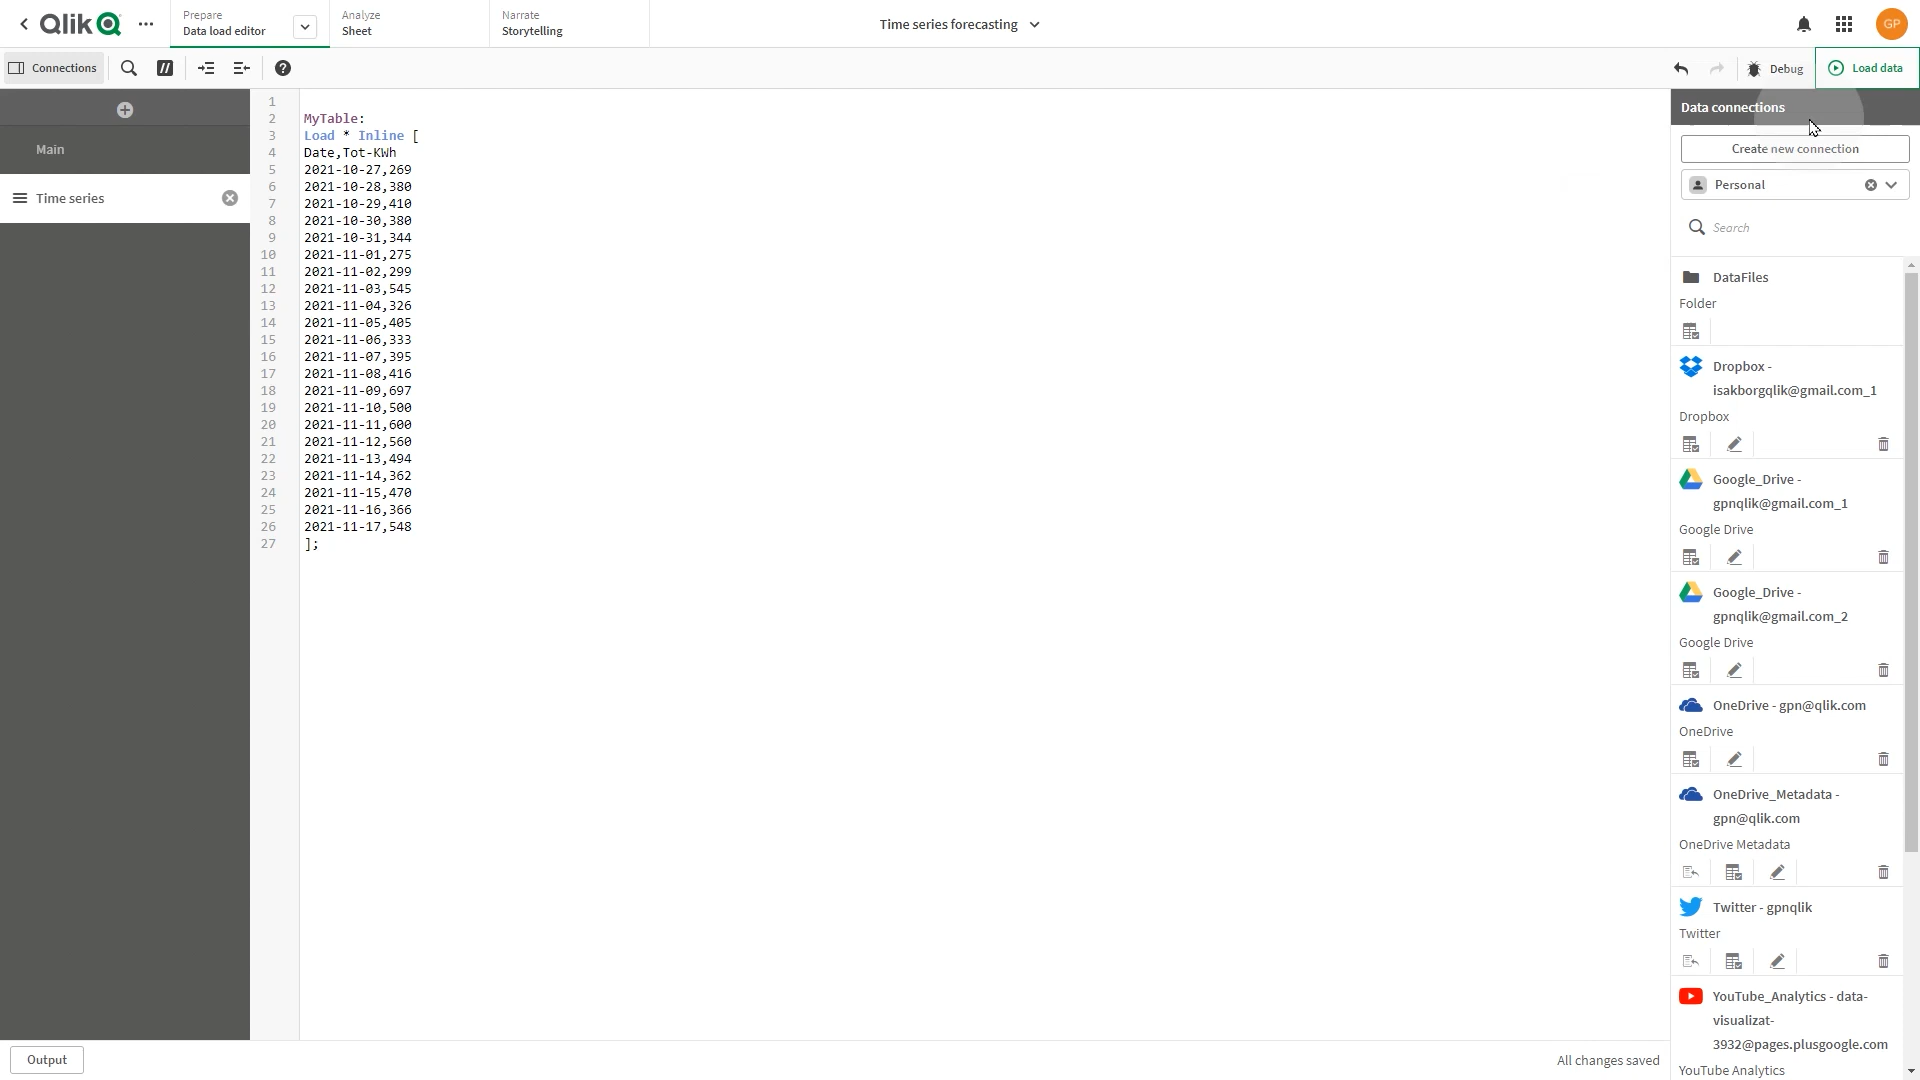 Qlik
Prepare
Data load editor
Analyze
Sheet
Narrate
Storytelling
Time series forecasting
GP
Connections
Debug
Load data
Main
Time series
1
2 MyTable:
3 Load * Inline [
4 Date,Tot-KWh
5 2021-10-27,269
6 2021-10-28,380
7 2021-10-29,410
8 2021-10-30,380
9 2021-10-31,344
10 2021-11-01,275
11 2021-11-02,299
12 2021-11-03,545
13 2021-11-04,326
14 2021-11-05,405
15 2021-11-06,333
16 2021-11-07,395
17 2021-11-08,416
18 2021-11-09,697
19 2021-11-10,500
20 2021-11-11,600
21 2021-11-12,560
22 2021-11-13,494
23 2021-11-14,362
24 2021-11-15,470
25 2021-11-16,366
26 2021-11-17,548
27 ];
Data connections
Create new connection
Personal
Search
DataFiles
Folder
Dropbox -
isakborgqlik@gmail.com_1
Dropbox
Google_Drive -
gpnqlik@gmail.com_1
Google Drive
Google_Drive -
gpnqlik@gmail.com_2
Google Drive
OneDrive - gpn@qlik.com
OneDrive
OneDrive_Metadata -
gpn@qlik.com
OneDrive Metadata
Twitter - gpnqlik
Twitter
YouTube_Analytics - data-
visualizat-
3932@pages.plusgoogle.com
YouTube Analytics
Output
All changes saved